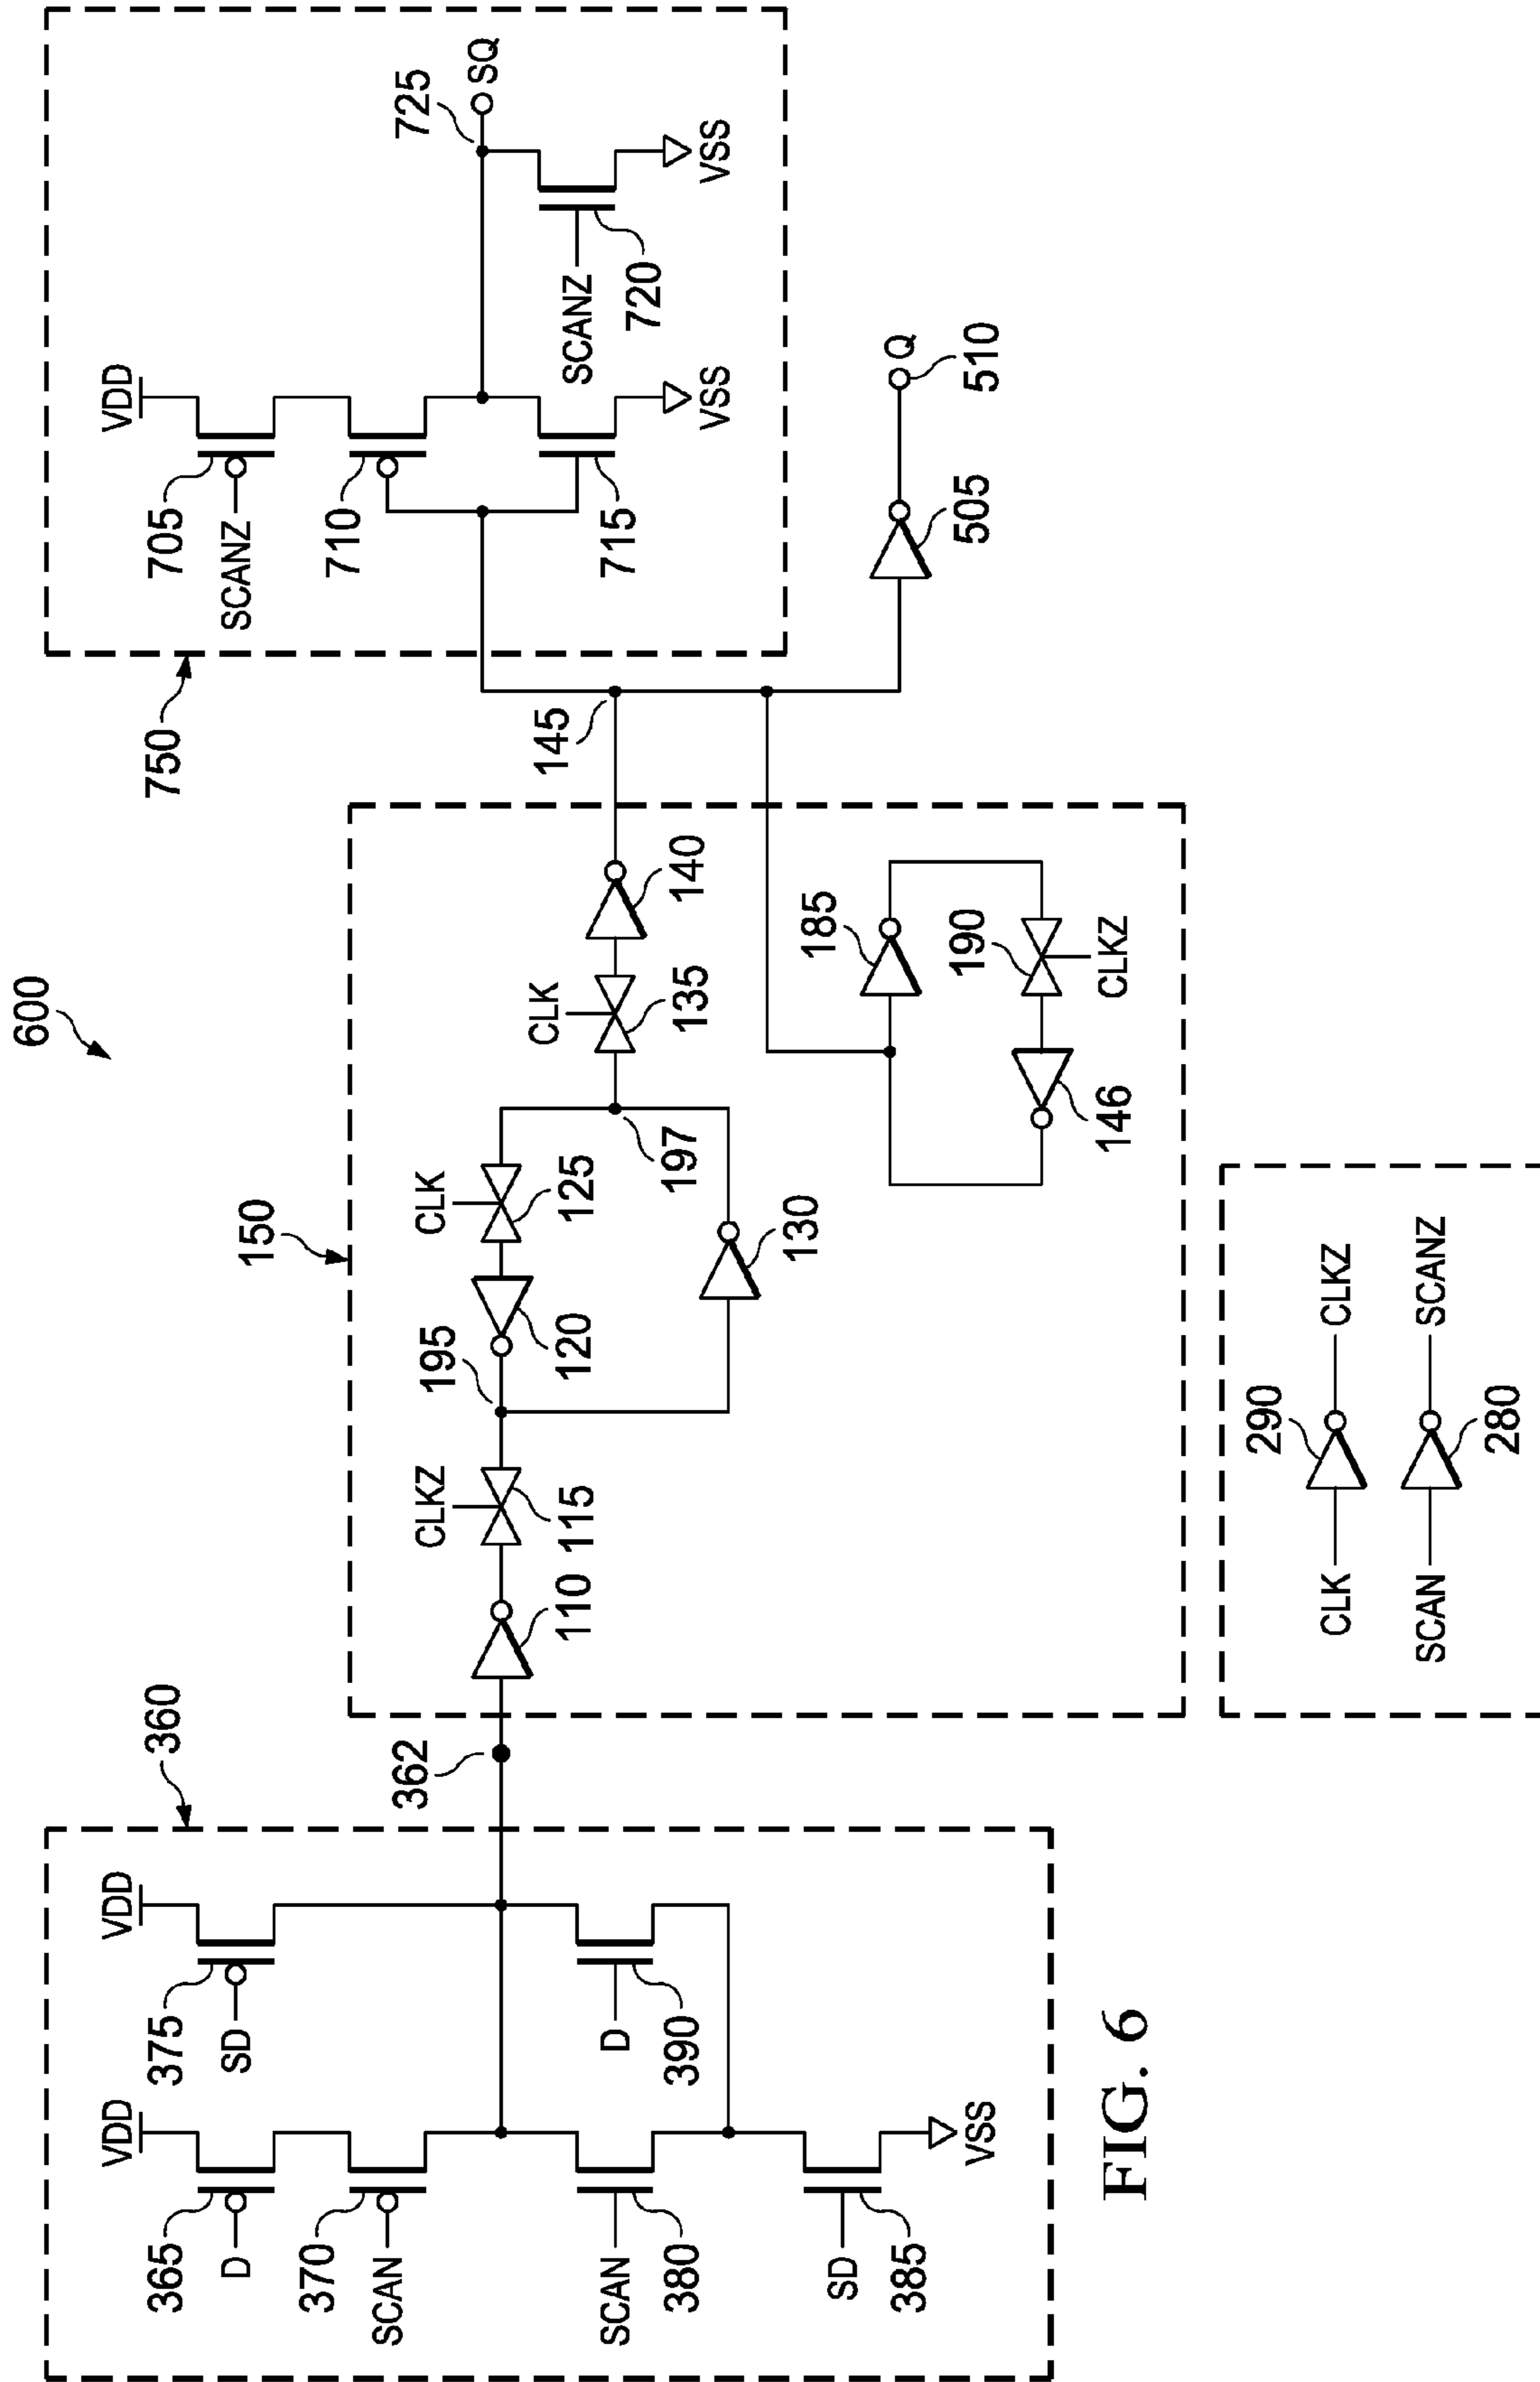 600
360
VDD
VDD
365
D
375
SD
370
SCAN
362
SCAN
380
D
390
SD
385
VSS
150
110
CLKZ
115
195
120
CLK
125
130
197
CLK
135
140
145
185
190
CLKZ
146
750
VDD
705
SCANZ
710
715
VSS
725
SQ
SCANZ
720
VSS
505
Q
510
CLK
290
CLKZ
SCAN
280
SCANZ
FIG. 6